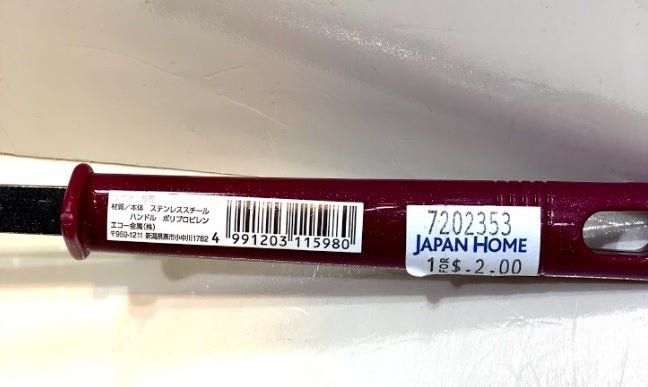 材質/本体 ステンレススチール
ハンドル ポリプロピレン
エコー金属(株)
〒959-1211 新潟県燕市小中川1782
4 991203 115980
7202353
JAPAN HOME
1 FOR $.2.00